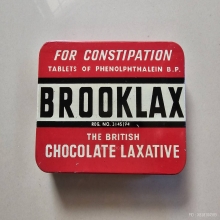 FOR CONSTIPATION
TABLETS OF PHENOLPHTHALEIN B.P.
BROOKLAX
THE BRITISH
CHOCOLATE LAXATIVE